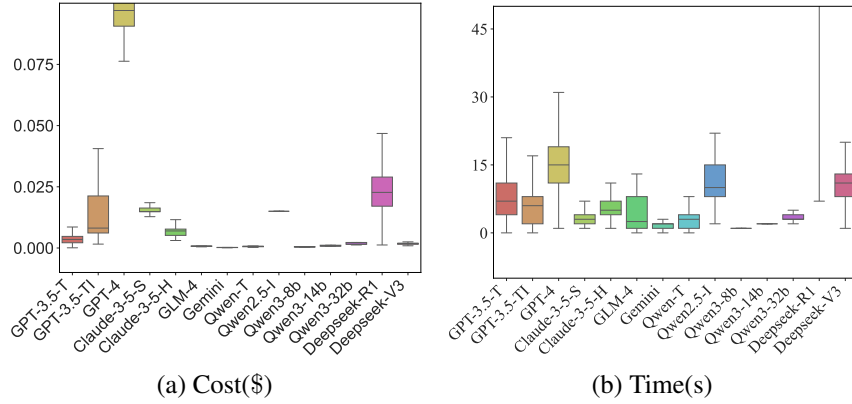 0.075
0.050
0.025
0.000
GPT-3.5-T
GPT-3.5-TI
GPT-4
Claude-3-5-S
Claude-3-5-H
GLM-4
Gemini
Qwen-T
Qwen2.5-I
Qwen3-8b
Qwen3-14b
Qwen3-32b
Deepseek-R1
Deepseek-V3
(a) Cost($)
45
30
15
0
GPT-3.5-T
GPT-3.5-TI
GPT-4
Claude-3-5-S
Claude-3-5-H
GLM-4
Gemini
Qwen-T
Qwen2.5-I
Qwen3-8b
Qwen3-14b
Qwen3-32b
Deepseek-R1
Deepseek-V3
(b) Time(s)